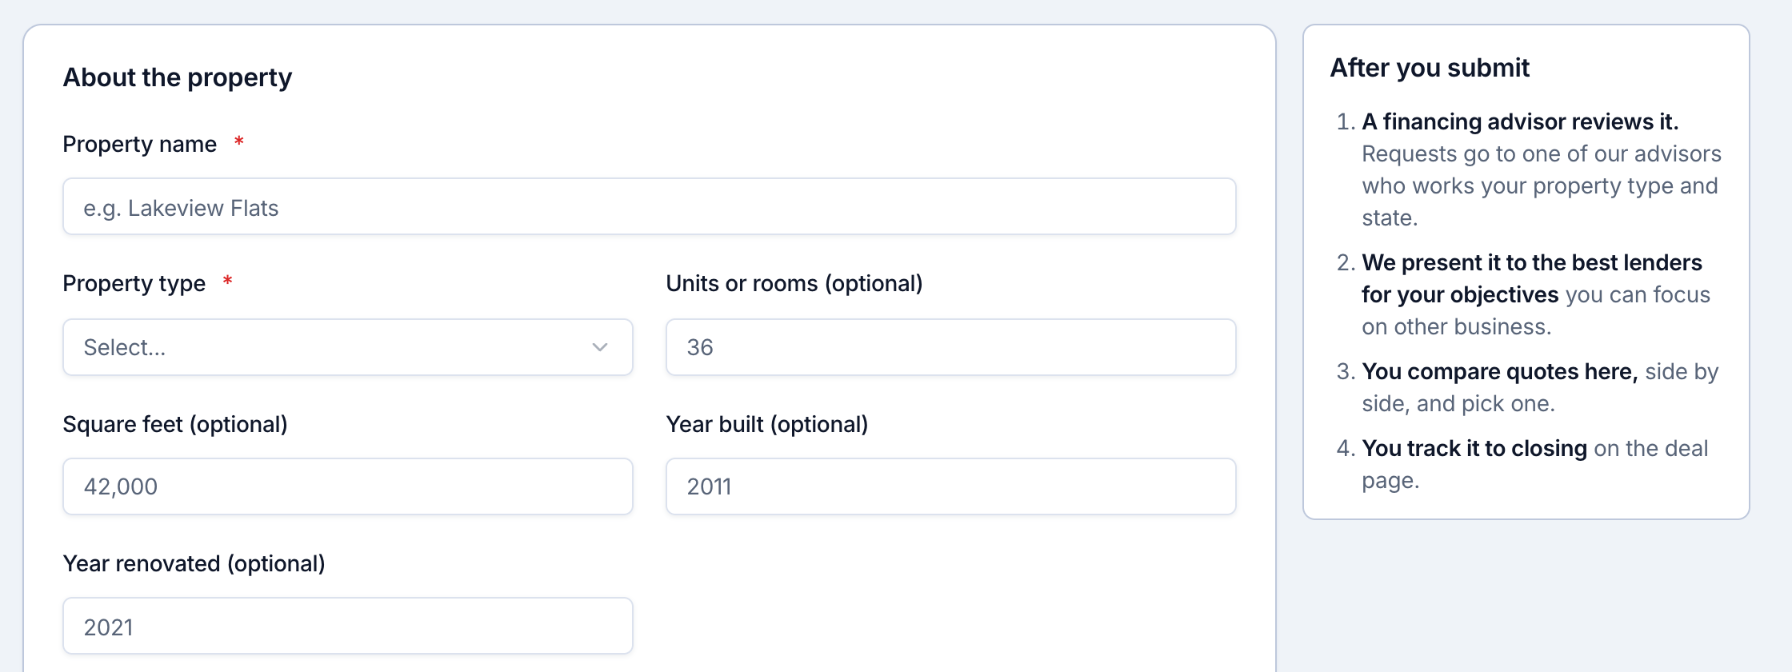 About the property
Property name *
e.g. Lakeview Flats
Property type *
Units or rooms (optional)
Select...
36
Square feet (optional)
Year built (optional)
42,000
2011
Year renovated (optional)
2021
After you submit
1. A financing advisor reviews it.
Requests go to one of our advisors
who works your property type and
state.
2. We present it to the best lenders
for your objectives you can focus
on other business.
3. You compare quotes here, side by
side, and pick one.
4. You track it to closing on the deal
page.